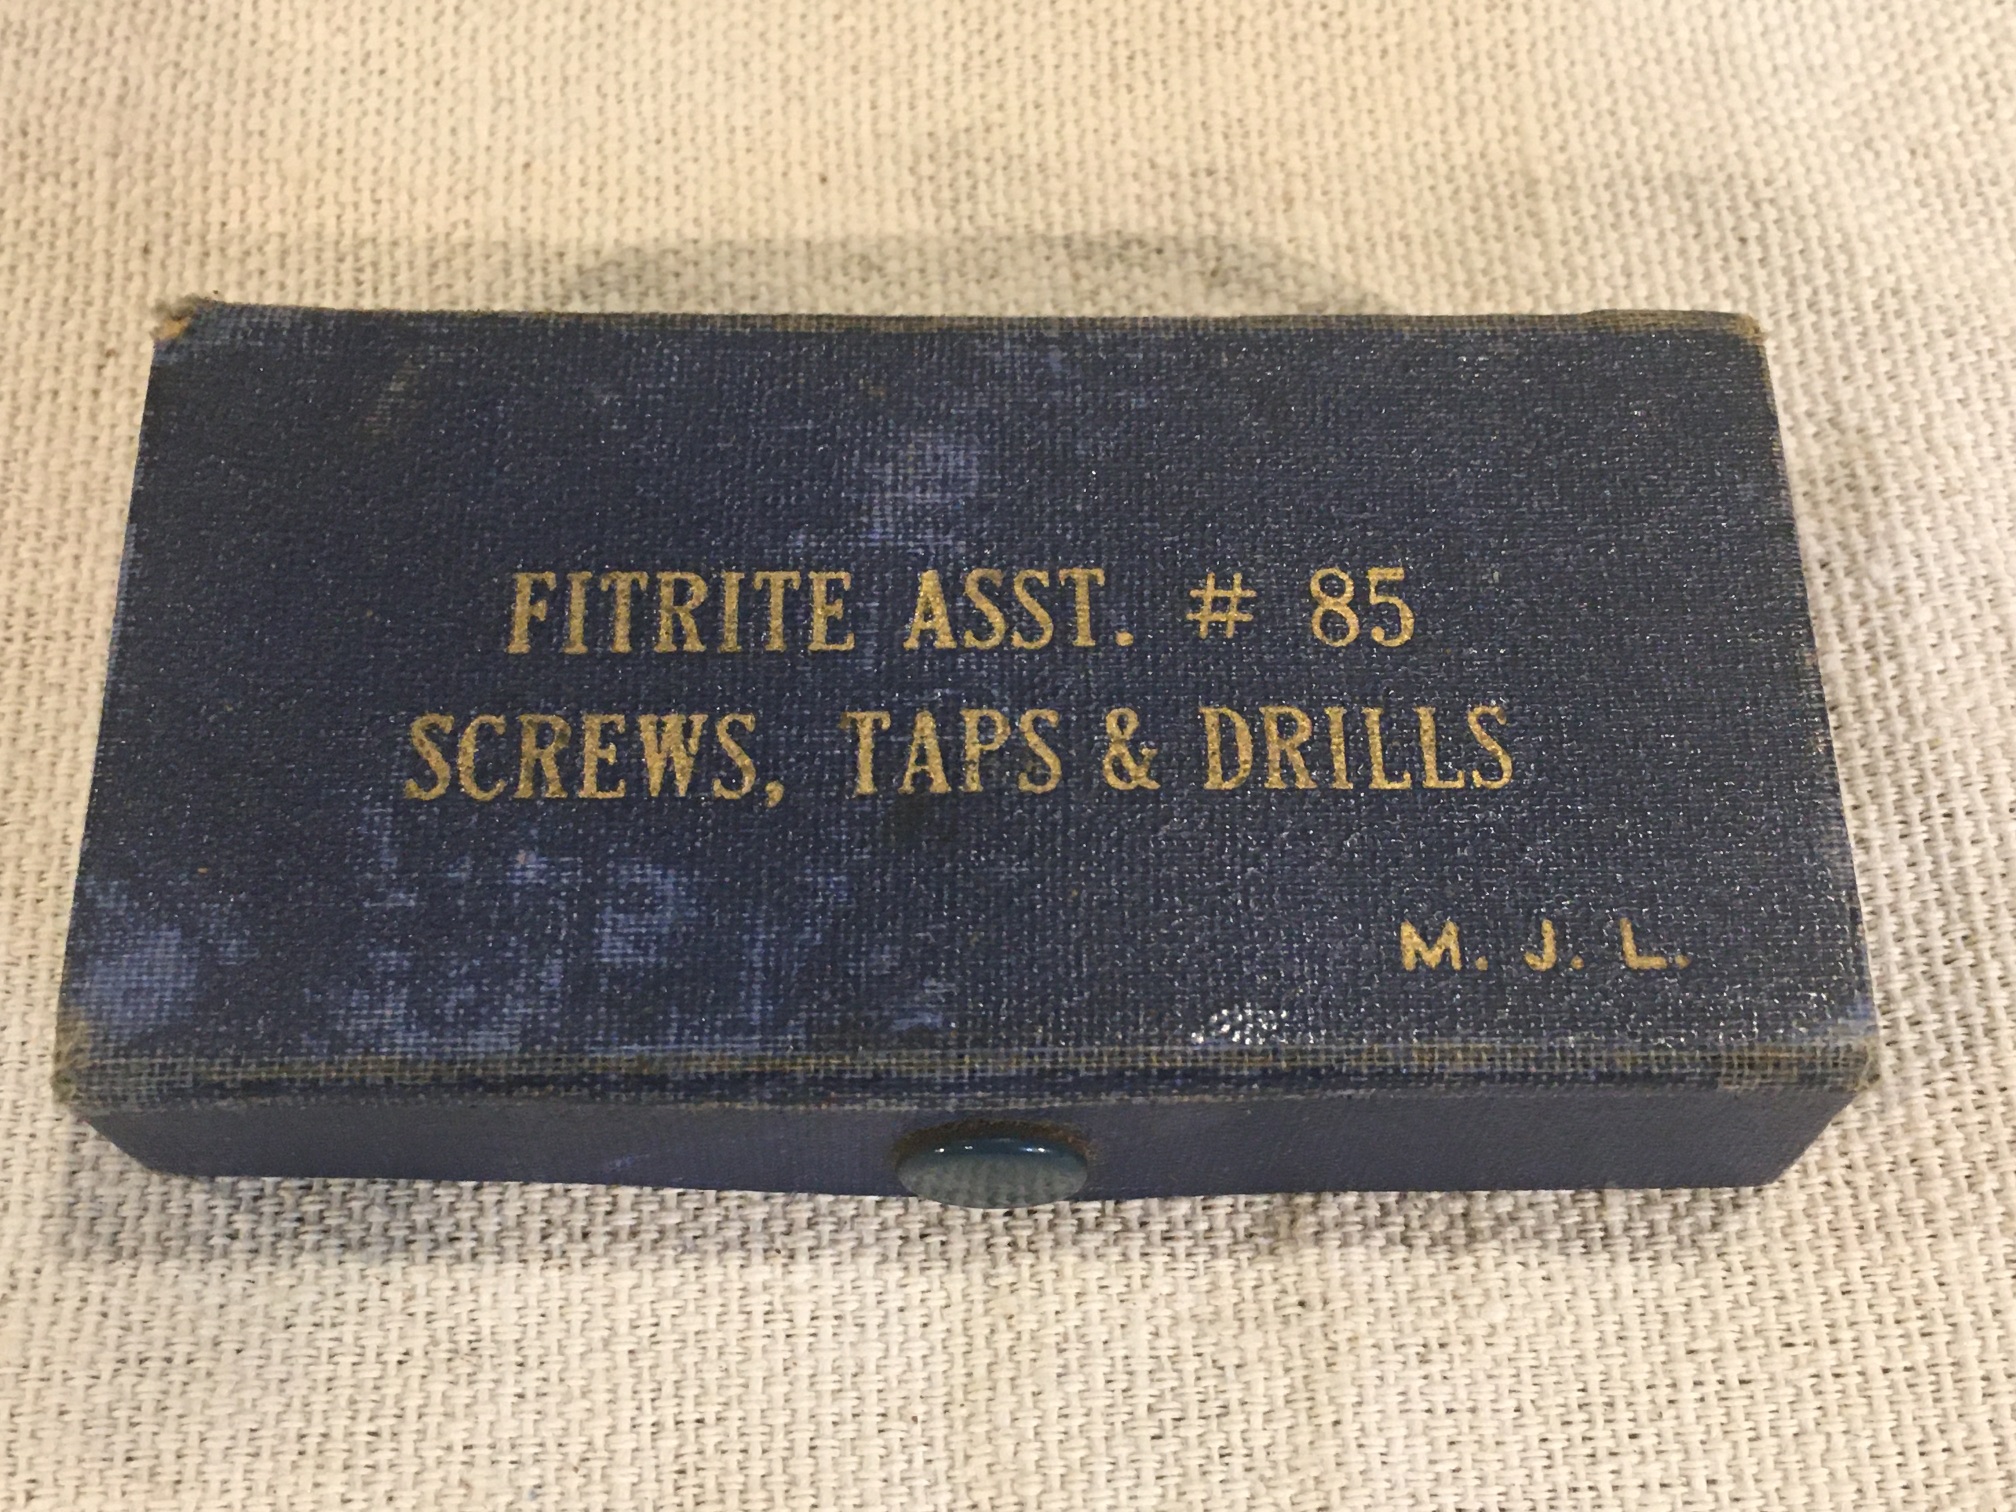 FITRITE ASST. # 85
SCREWS, TAPS & DRILLS
M. J. L.